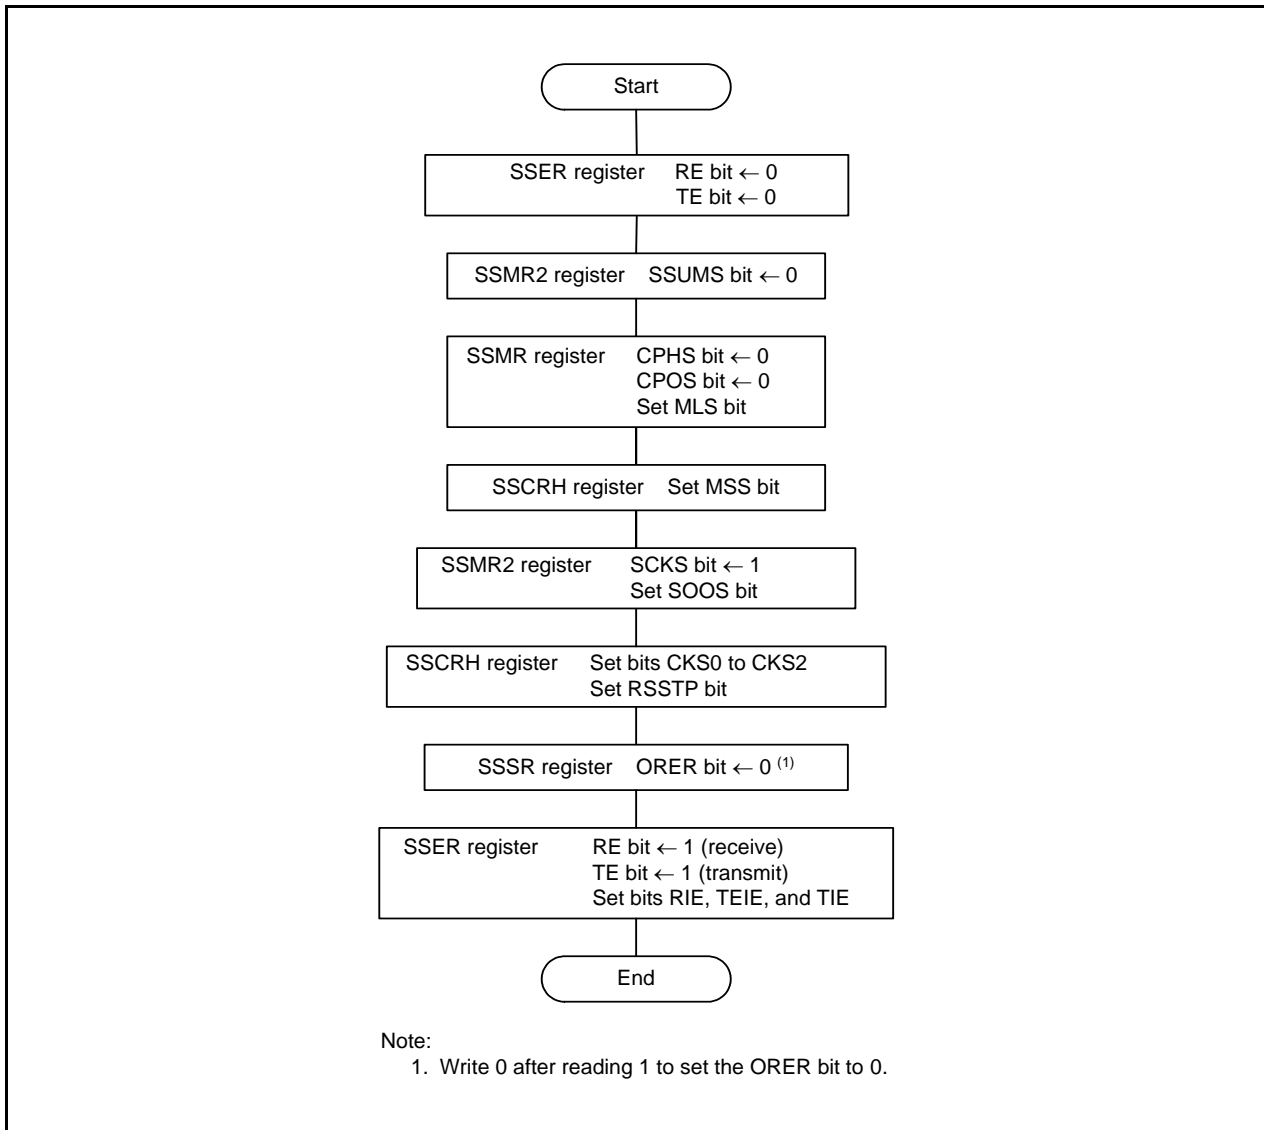 Start
SSER register RE bit ← 0
TE bit ← 0
SSMR2 register SSUMS bit ← 0
SSMR register CPHS bit ← 0
CPOS bit ← 0
Set MLS bit
SSCRH register Set MSS bit
SSMR2 register SCKS bit ← 1
Set SOOS bit
SSCRH register Set bits CKS0 to CKS2
Set RSSTP bit
SSSR register ORER bit ← 0 (1)
SSER register RE bit ← 1 (receive)
TE bit ← 1 (transmit)
Set bits RIE, TEIE, and TIE
End
Note:
1. Write 0 after reading 1 to set the ORER bit to 0.